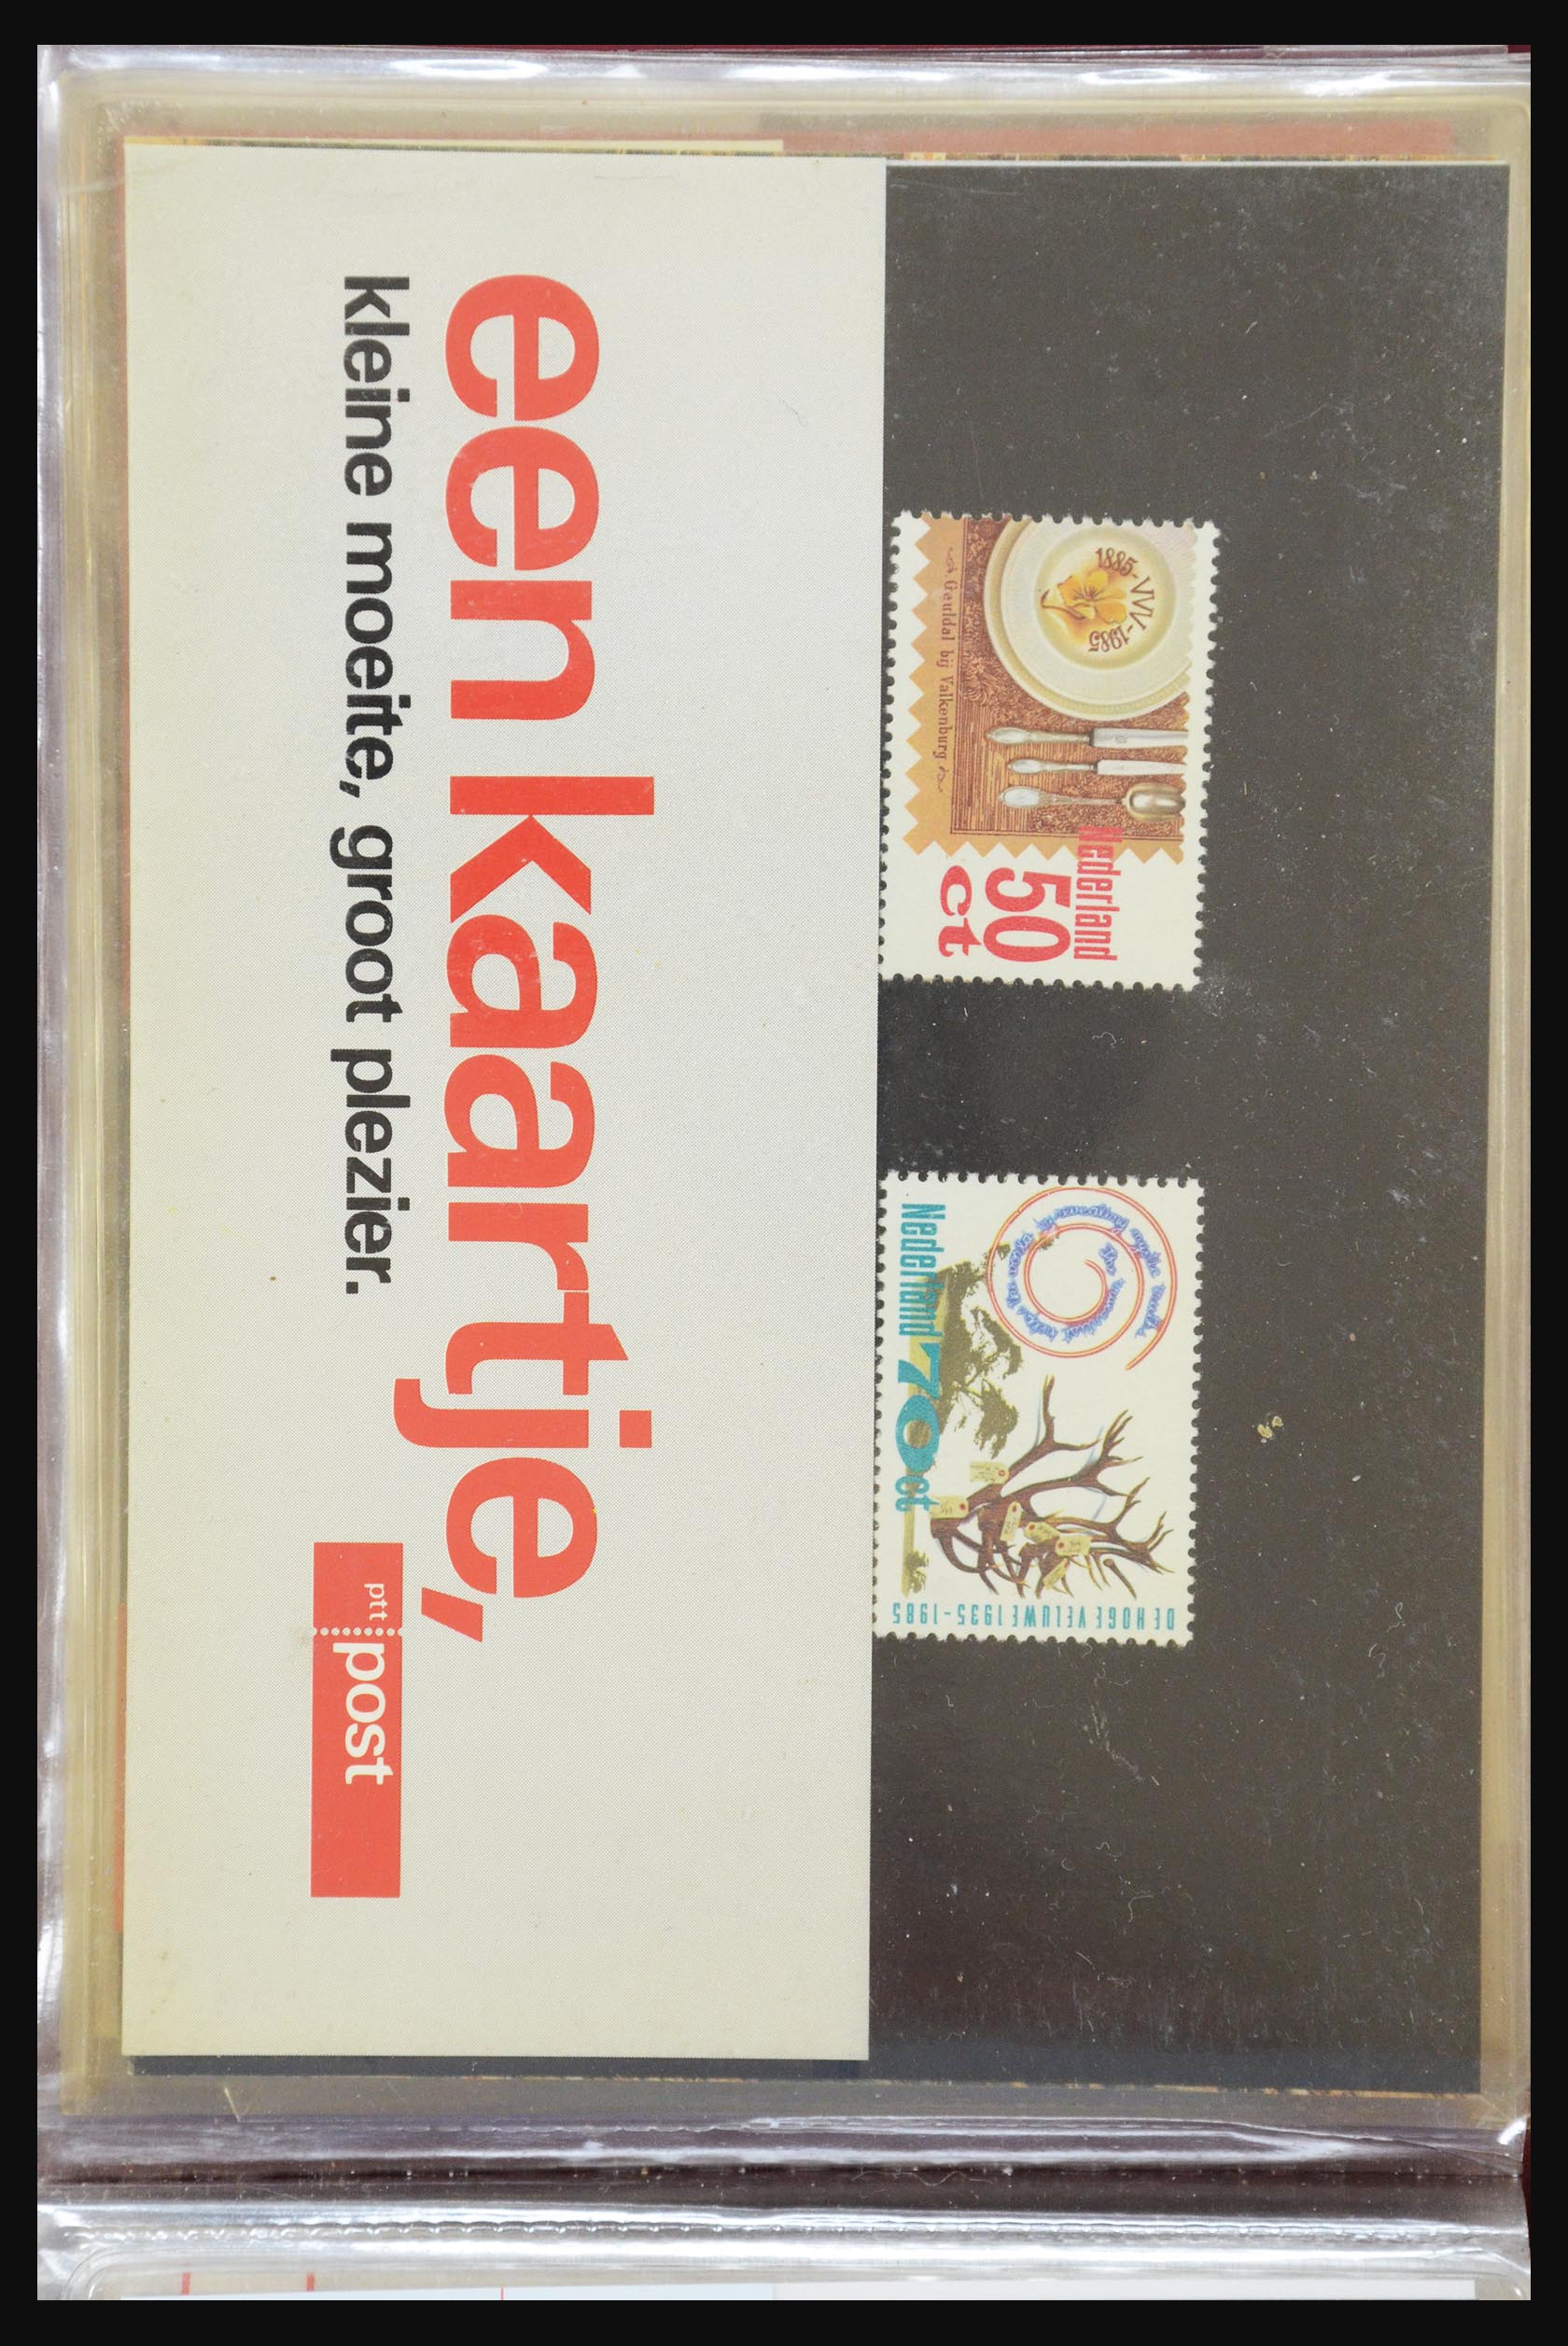 een kaartje,
kleine moeite, groot plezier.
ptt post
1885-VVV-1985
Geuldal bij Valkenburg
Nederland
50
ct
Nederland 70 ct
DE HOGE VELUWE 1935-1985